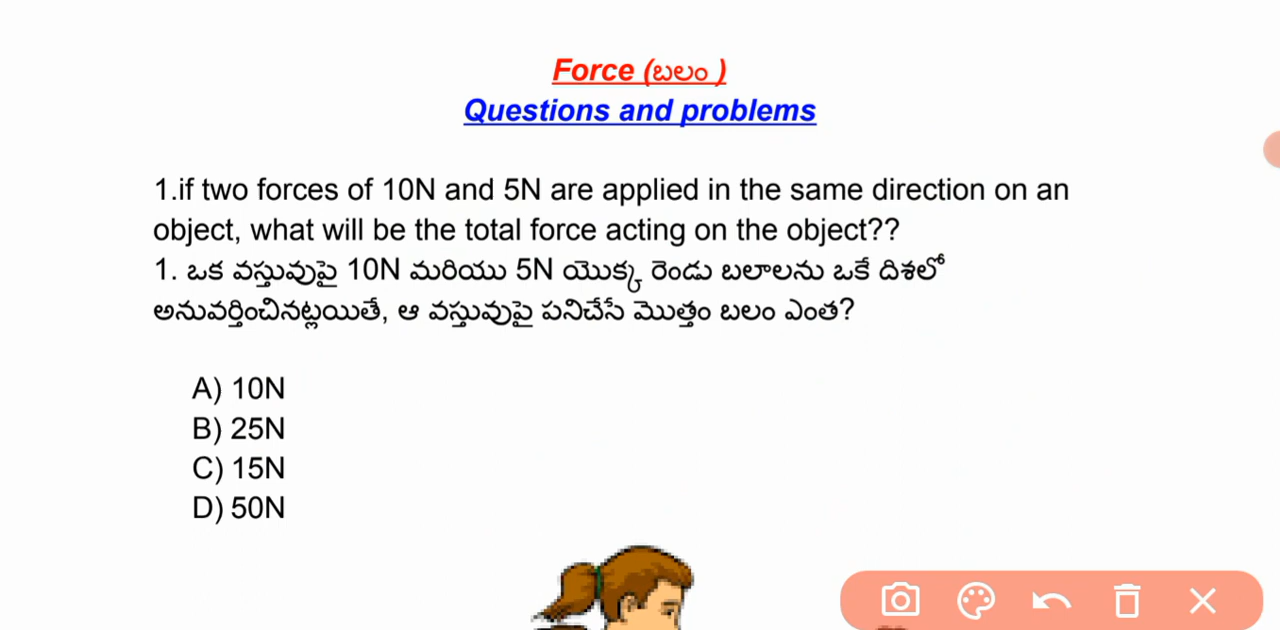 Force (బలం )
Questions and problems
1.if two forces of 10N and 5N are applied in the same direction on an
object, what will be the total force acting on the object??
1. ఒక వస్తువుపై 10N మరియు 5N యొక్క రెండు బలాలను ఒకే దిశలో
అనువర్తించినట్లయితే, ఆ వస్తువుపై పనిచేసే మొత్తం బలం ఎంత?
A) 10N
B) 25N
C) 15N
D) 50N